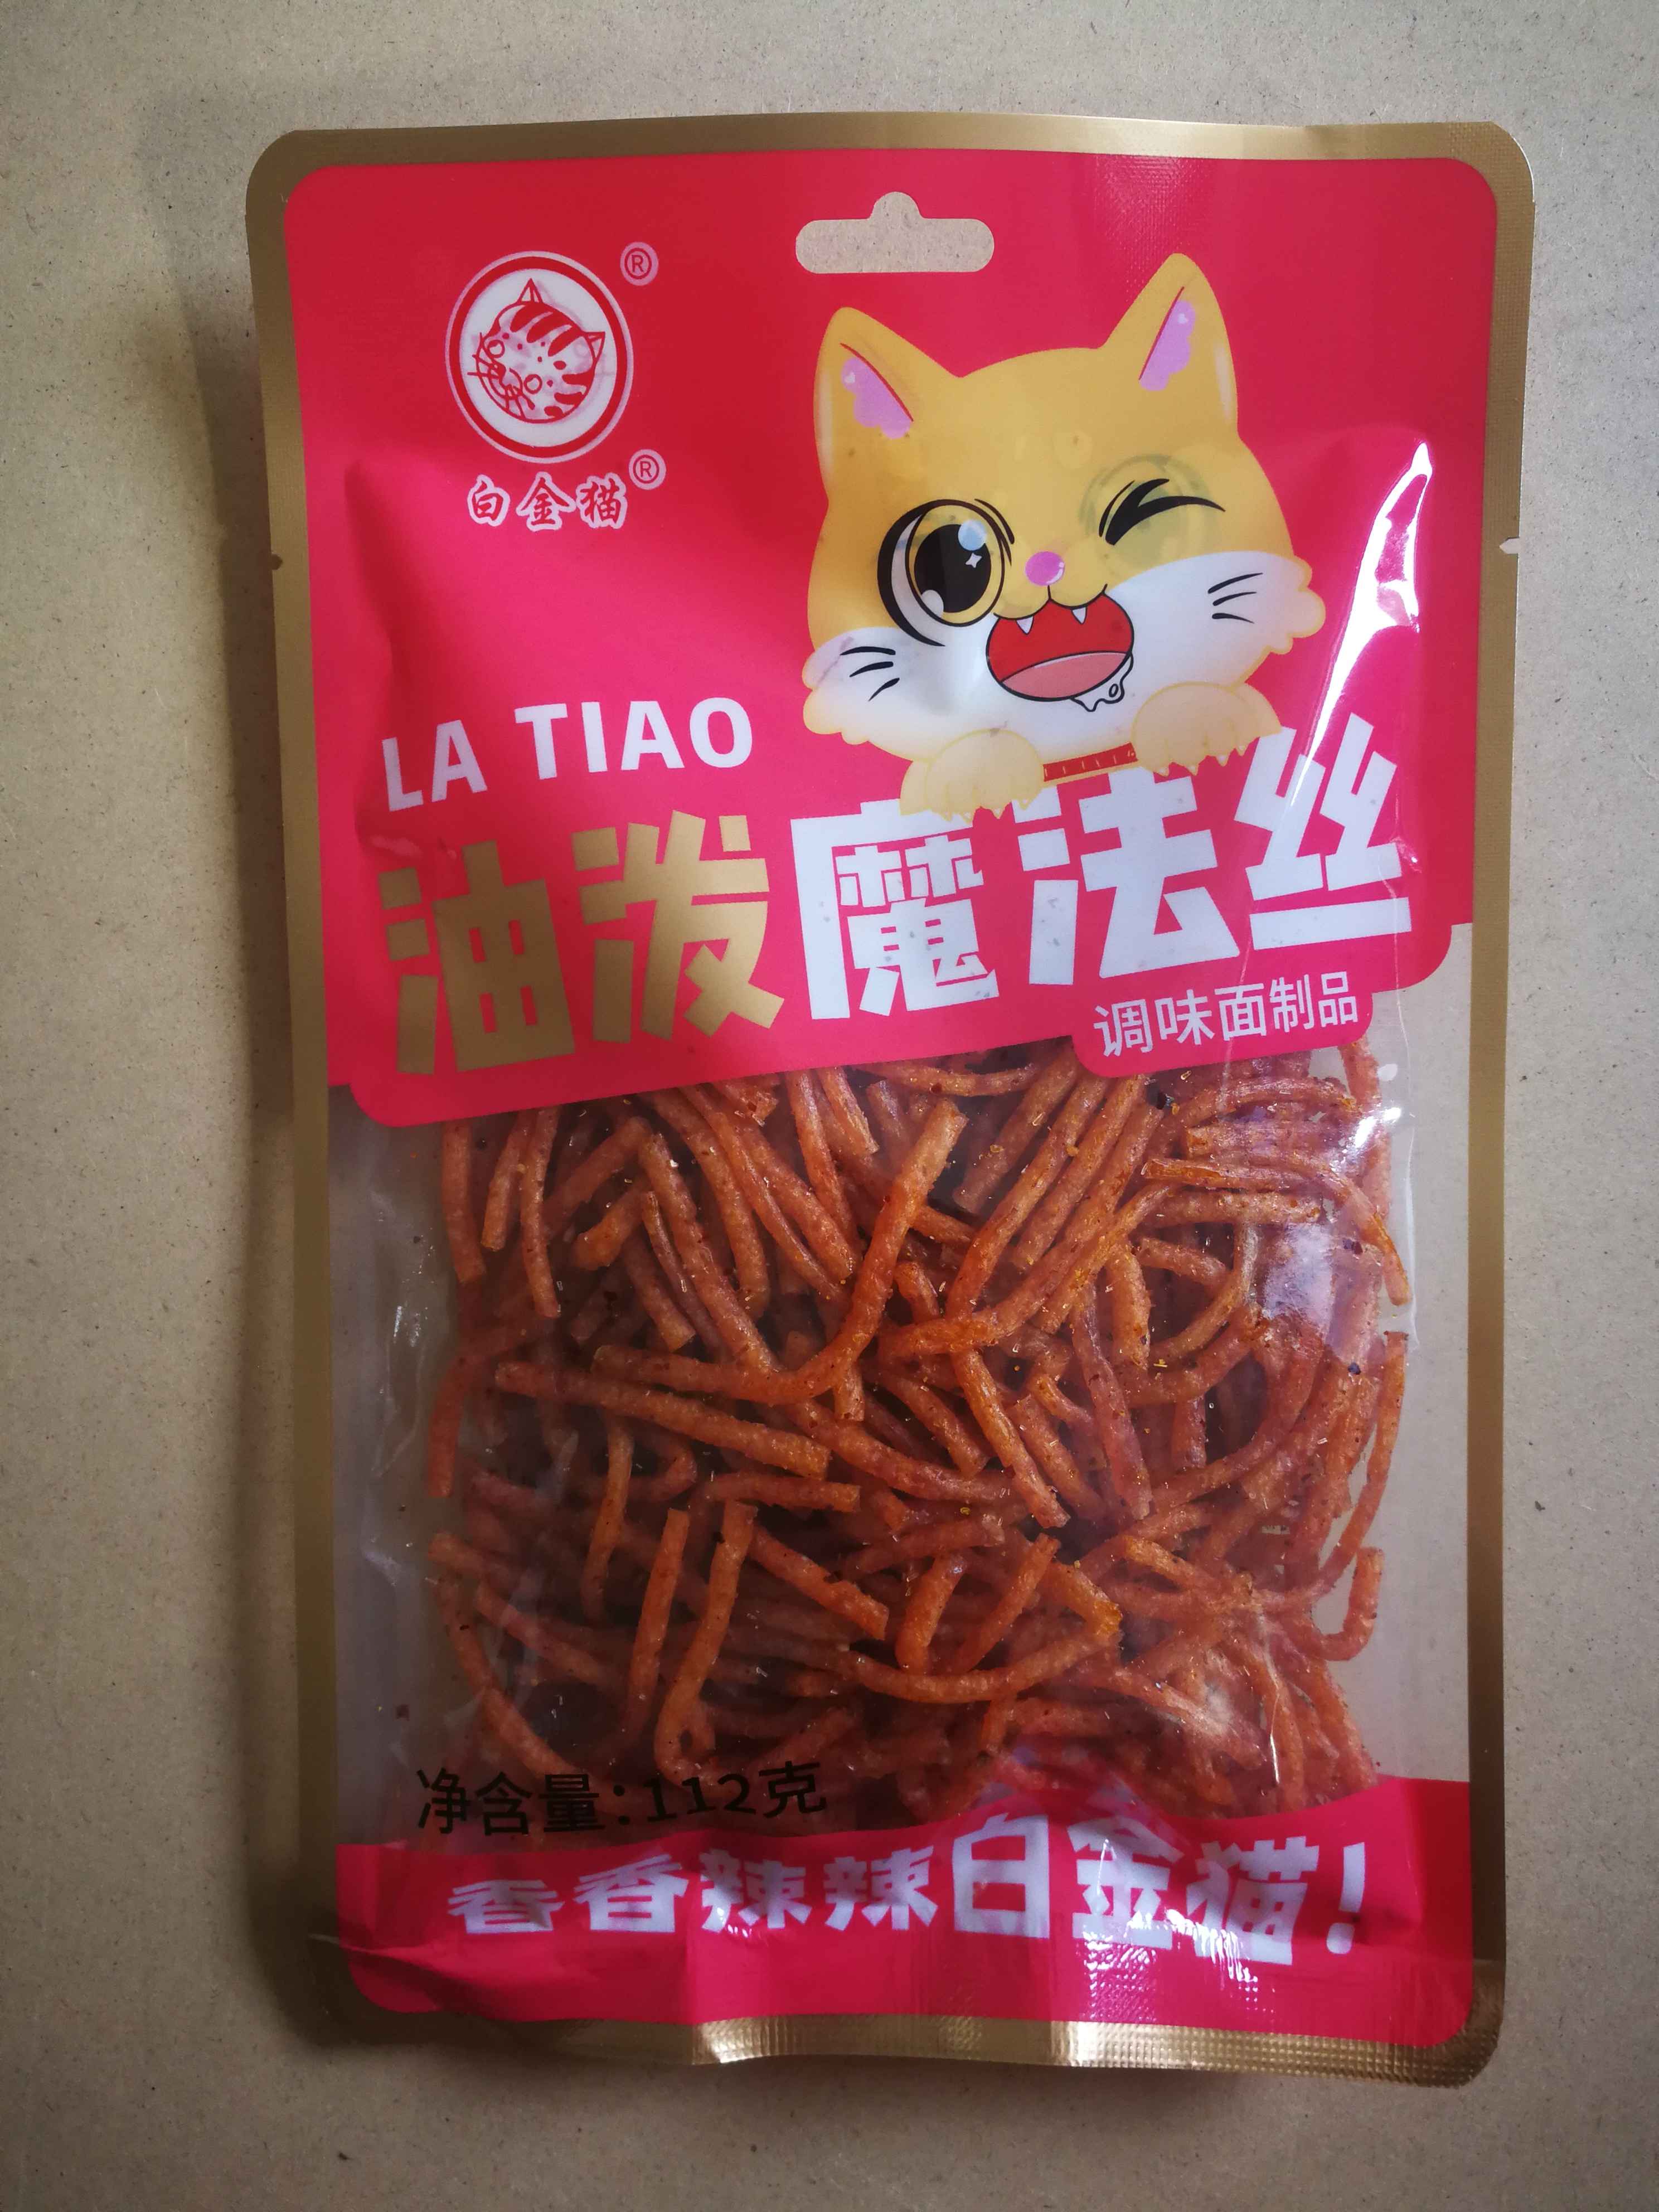 ®
白金猫®
LA TIAO
油泼魔法丝
调味面制品
净含量:112克
香香辣辣白金猫!